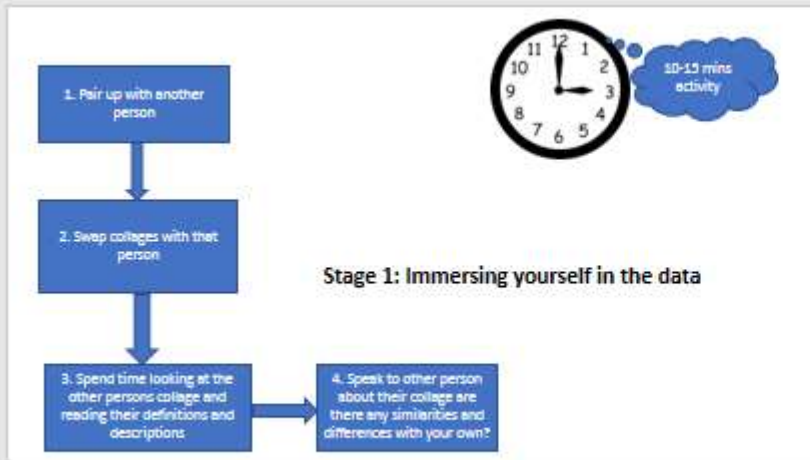 12
1
2
3
4
5
6
7
8
9
10
11
10-15 mins
activity
1. Pair up with another
person
2. Swap collages with that
person
Stage 1: Immersing yourself in the data
3. Spend time looking at the
other persons collage and
reading their definitions and
descriptions
4. Speak to other person
about their collage are
there any similarities and
differences with your own?